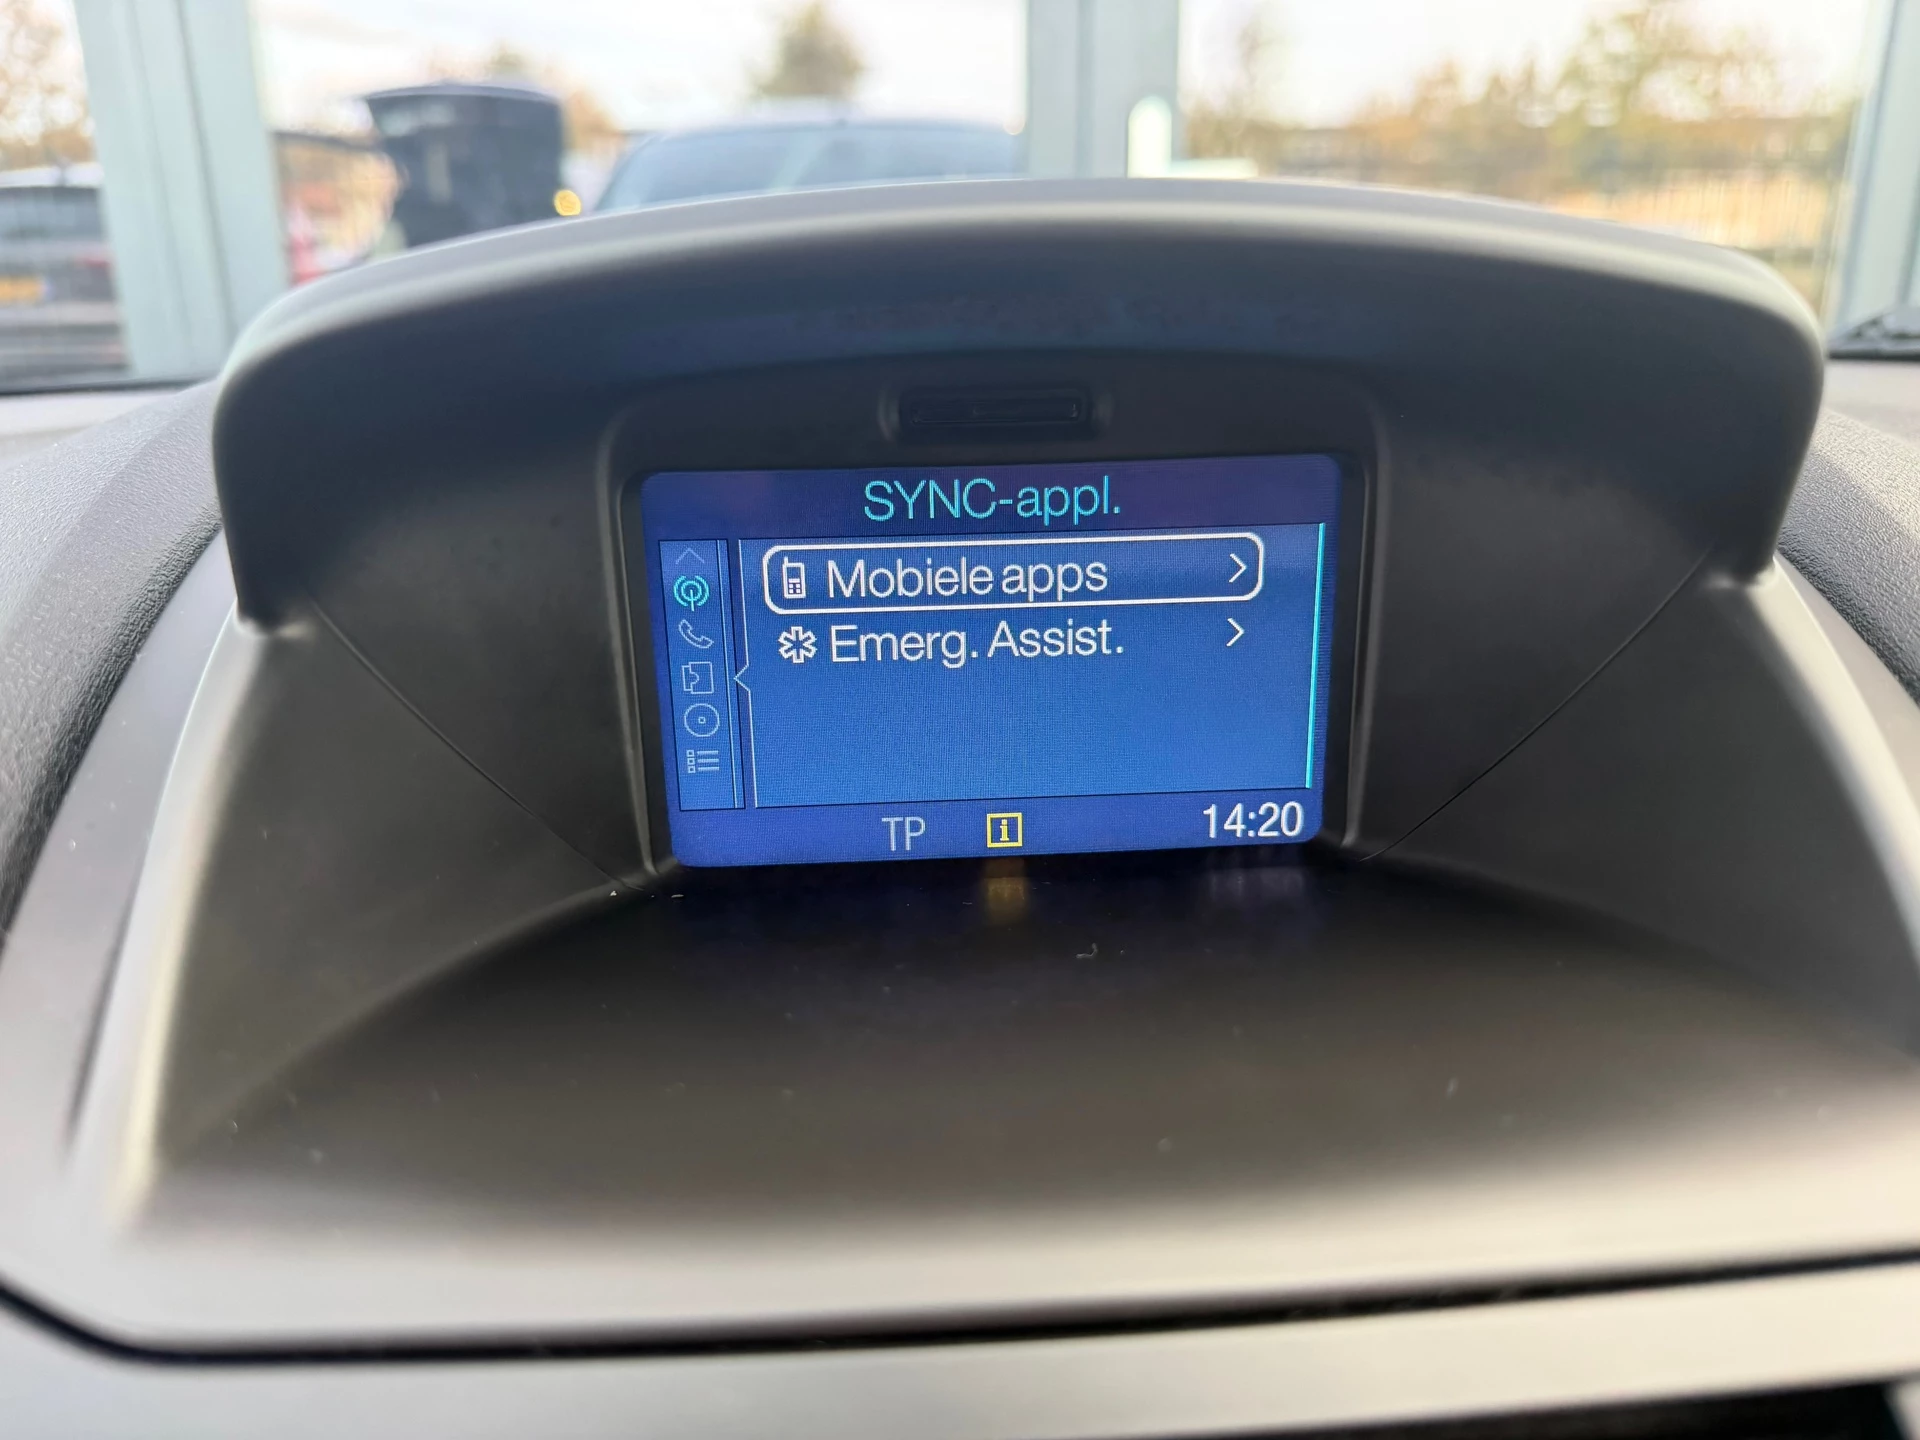 SYNC-appl.
Mobiele apps
Emerg. Assist.
TP i 14:20